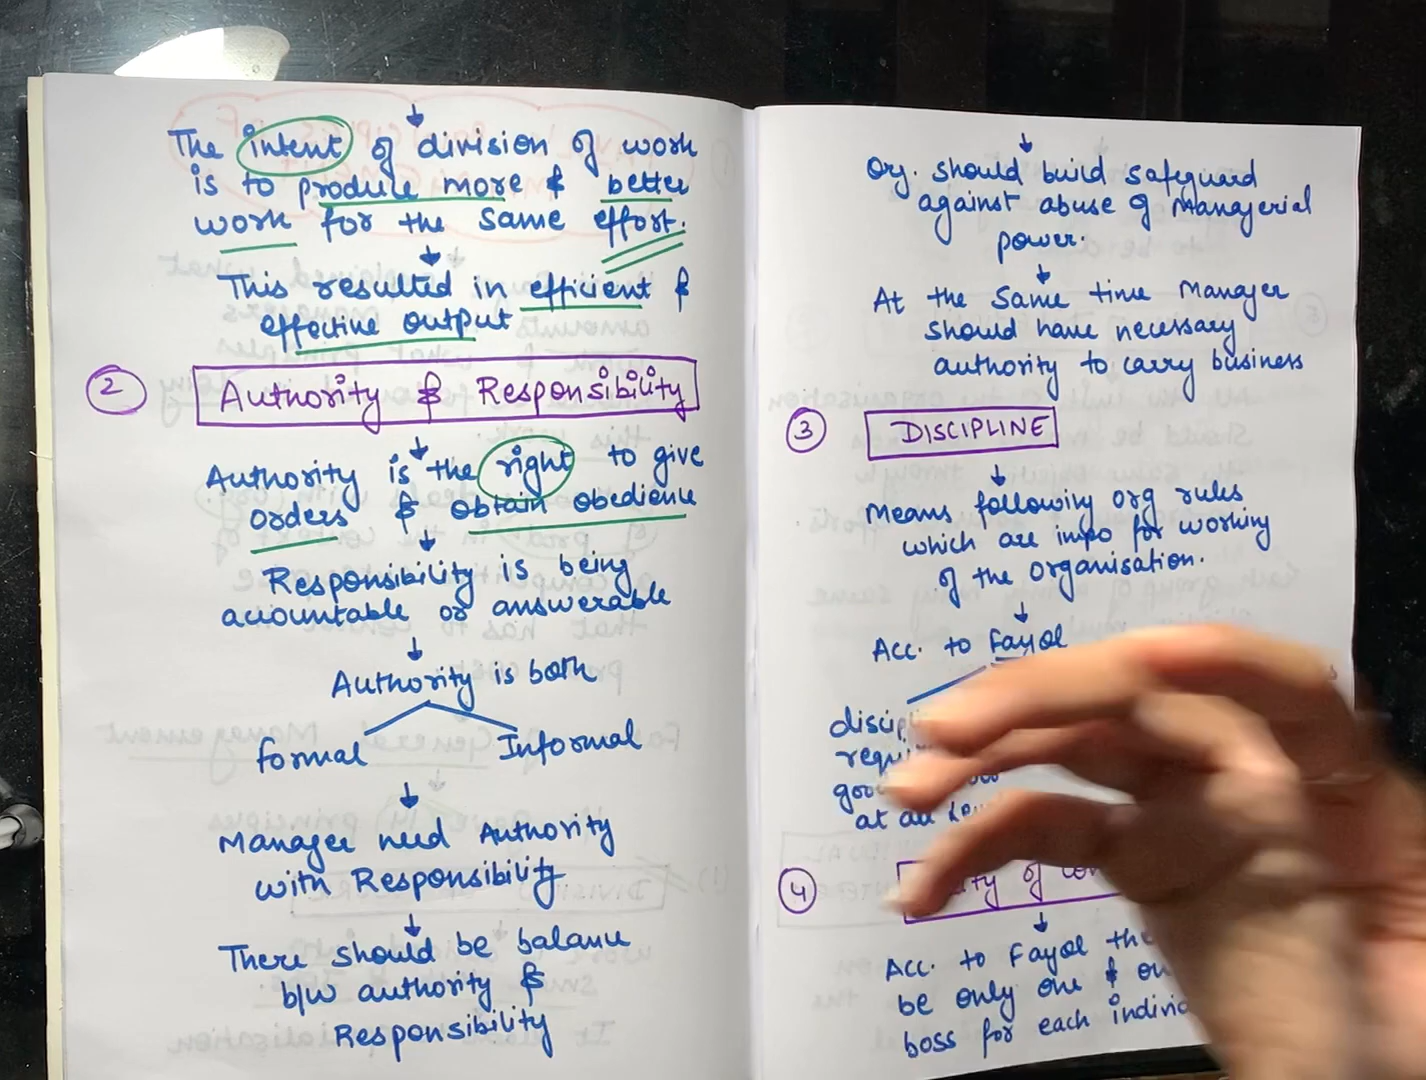 The intent of division of work
is to produce more & better
work for the same effort.
This resulted in efficient &
effective output
2 Authority & Responsibility
Authority is the right to give
orders & obtain obedience
Responsibility is being
accountable or answerable
Authority is both
formal Informal
Manager need Authority
with Responsibility
There should be balance
b/w authority &
Responsibility
Org. should build safeguard
against abuse of Managerial
power.
At the same time Manager
should have necessary
authority to carry business
3 DISCIPLINE
Means following org rules
which are impo for working
of the organisation.
Acc. to Fayol
at all
4 of
Acc. to Fayol
be only one &
boss for each